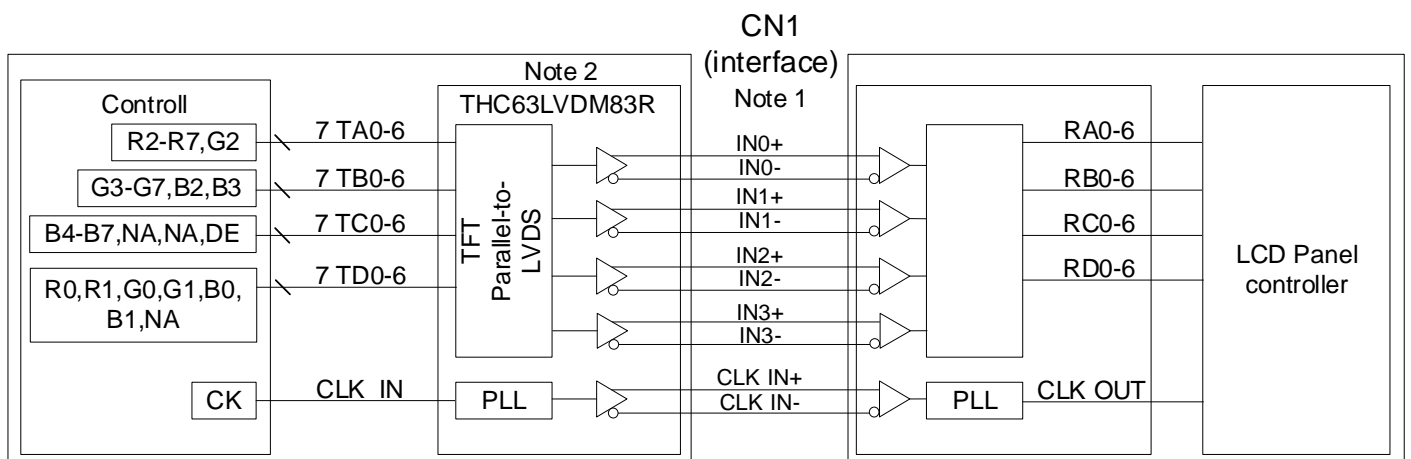 CN1
(interface)
Note 1
Note 2
THC63LVDM83R
Controll
R2-R7,G2
G3-G7,B2,B3
B4-B7,NA,NA,DE
R0,R1,G0,G1,B0,
B1,NA
CK
7 TA0-6
7 TB0-6
7 TC0-6
7 TD0-6
CLK IN
TFT
Parallel-to-
LVDS
PLL
IN0+
IN0-
IN1+
IN1-
IN2+
IN2-
IN3+
IN3-
CLK IN+
CLK IN-
PLL
RA0-6
RB0-6
RC0-6
RD0-6
CLK OUT
LCD Panel
controller